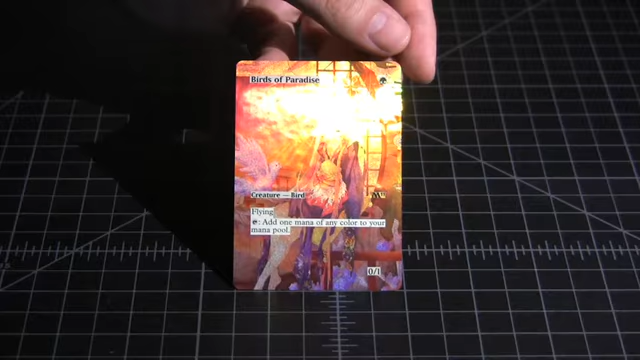 Birds of Paradise
Creature — Bird
Flying
: Add one mana of any color to your
mana pool.
0/1